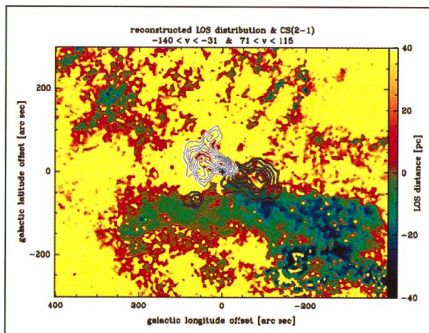 reconstructed LOS distribution & CS(2-1)
-140 < v < -31 & 71 < v < 115
galactic latitude offset [arc sec]
200
0
-200
400
200
0
-200
galactic longitude offset [arc sec]
40
20
0
-20
-40
LOS distance [pc]